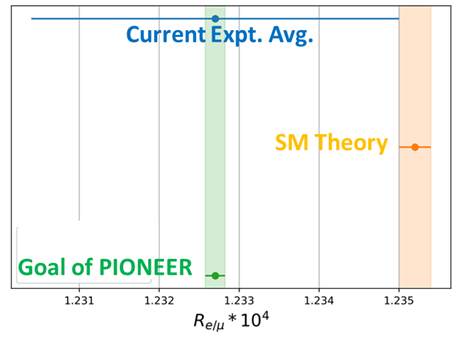 Current Expt. Avg.
SM Theory
Goal of PIONEER
1.231 1.232 1.233 1.234 1.235
R_{e/μ} * 10^4